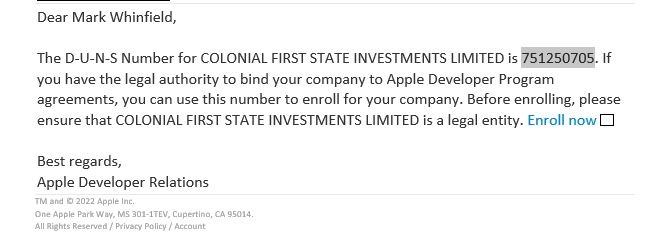 Dear Mark Whinfield,
The D-U-N-S Number for COLONIAL FIRST STATE INVESTMENTS LIMITED is 751250705. If
you have the legal authority to bind your company to Apple Developer Program
agreements, you can use this number to enroll for your company. Before enrolling, please
ensure that COLONIAL FIRST STATE INVESTMENTS LIMITED is a legal entity. Enroll now
Best regards,
Apple Developer Relations
TM and © 2022 Apple Inc.
One Apple Park Way, MS 301-1TEV, Cupertino, CA 95014.
All Rights Reserved / Privacy Policy / Account